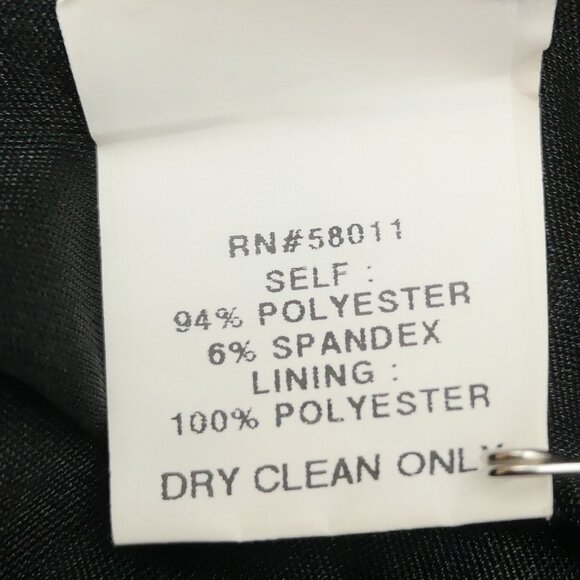 RN#58011
SELF :
94% POLYESTER
6% SPANDEX
LINING :
100% POLYESTER
DRY CLEAN ONLY